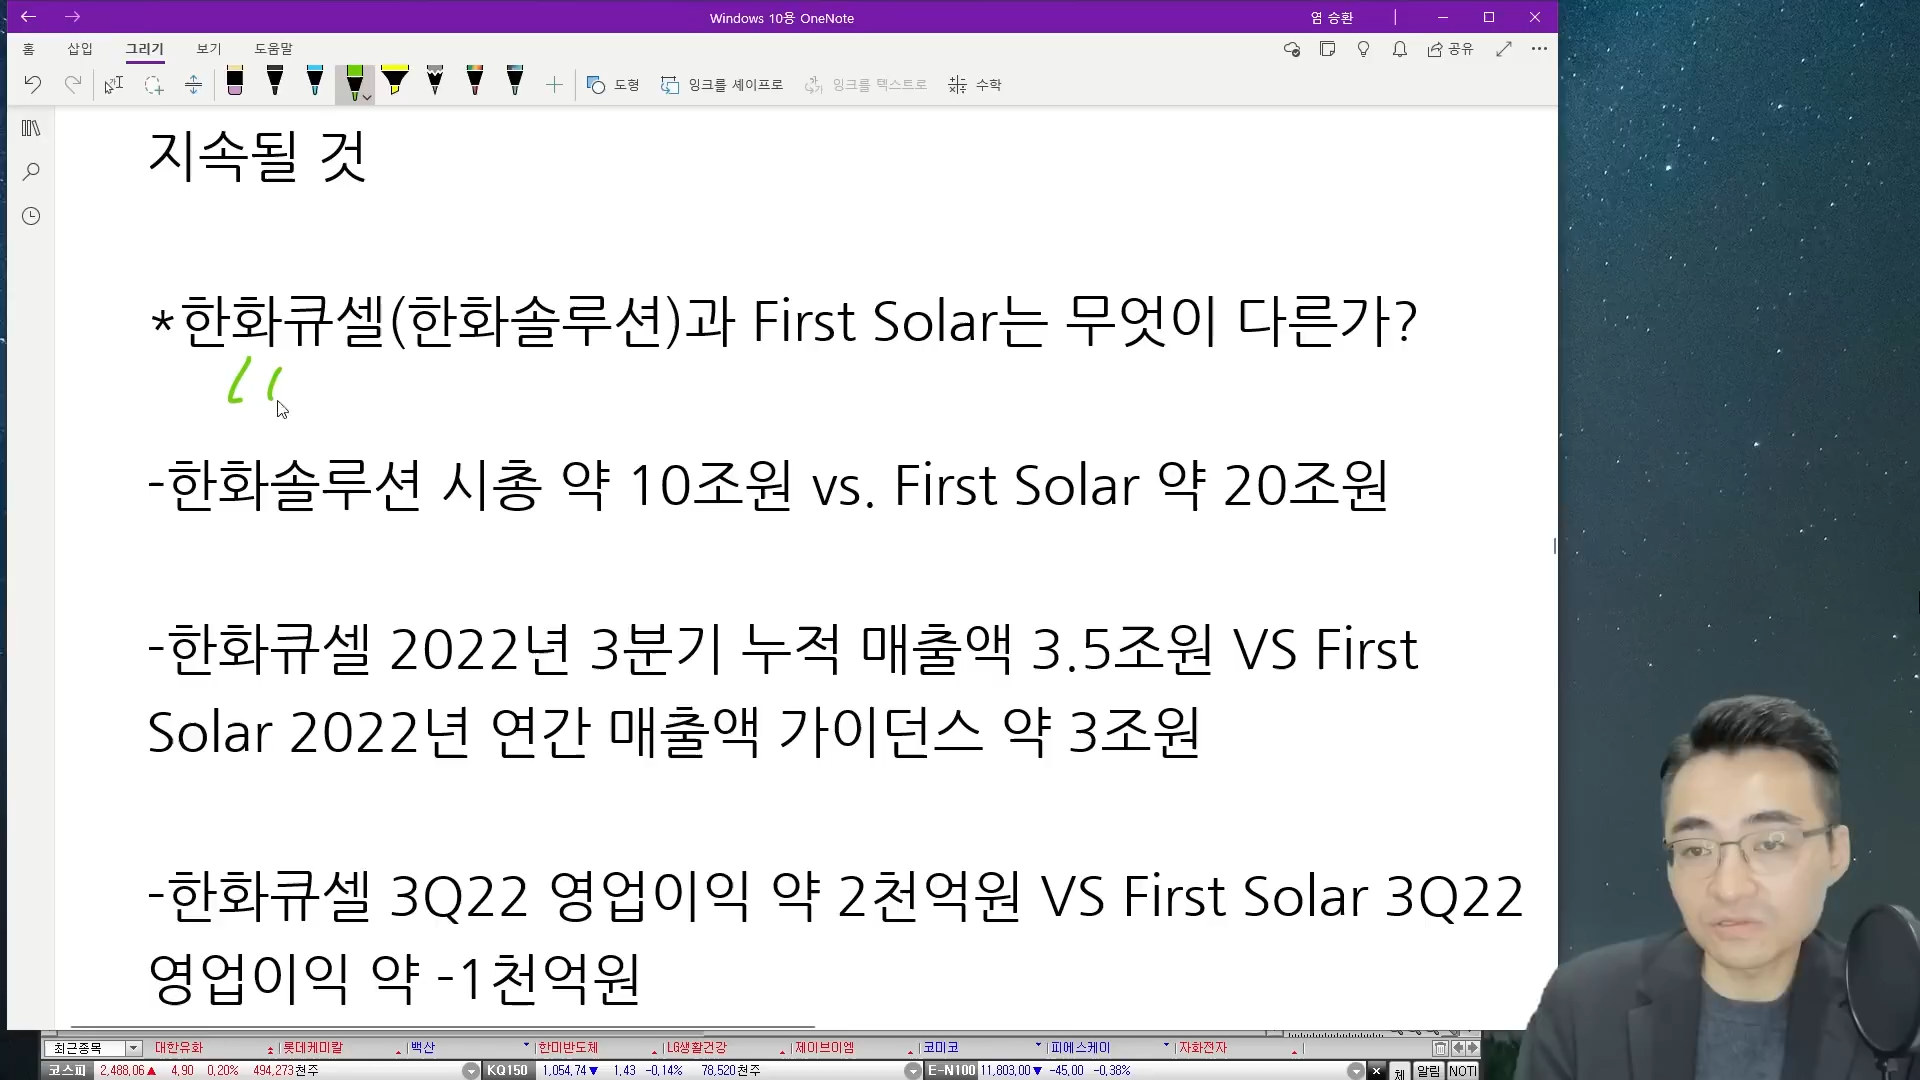 Windows 10용 OneNote
염 승환
홈 삽입 그리기 보기 도움말
공유
도형 잉크를 셰이프로 잉크를 텍스트로 수학
지속될 것
*한화큐셀(한화솔루션)과 First Solar는 무엇이 다른가?
-한화솔루션 시총 약 10조원 vs. First Solar 약 20조원
-한화큐셀 2022년 3분기 누적 매출액 3.5조원 VS First
Solar 2022년 연간 매출액 가이던스 약 3조원
-한화큐셀 3Q22 영업이익 약 2천억원 VS First Solar 3Q22
영업이익 약 -1천억원
최근종목 대한유화 롯데케미칼 백산 한미반도체 LG생활건강 제이브이엠 코미코 피에스케이 자화전자
코스피 2,488,06▲ 4,90 0,20% 494,273천주 KQ150 1,054,74▼ 1,43 -0,14% 78,520천주 E-N100 11,803,00▼ -45,00 -0,38% 체 알림 NOTI